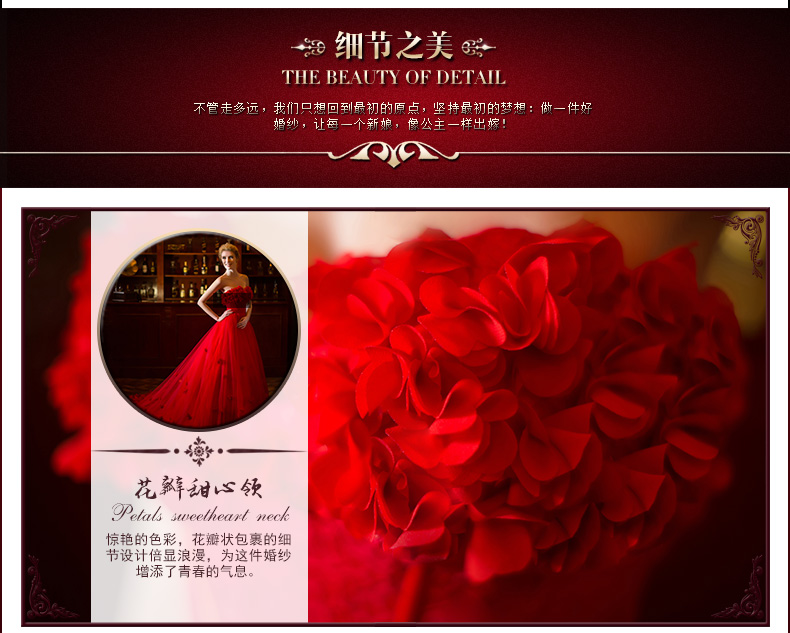 细节之美
THE BEAUTY OF DETAIL
不管走多远，我们只想回到最初的原点，坚持最初的梦想：做一件好
婚纱，让每一个新娘，像公主一样出嫁！
花瓣甜心领
Petals sweetheart neck
惊艳的色彩，花瓣状包裹的细
节设计倍显浪漫，为这件婚纱
增添了青春的气息。